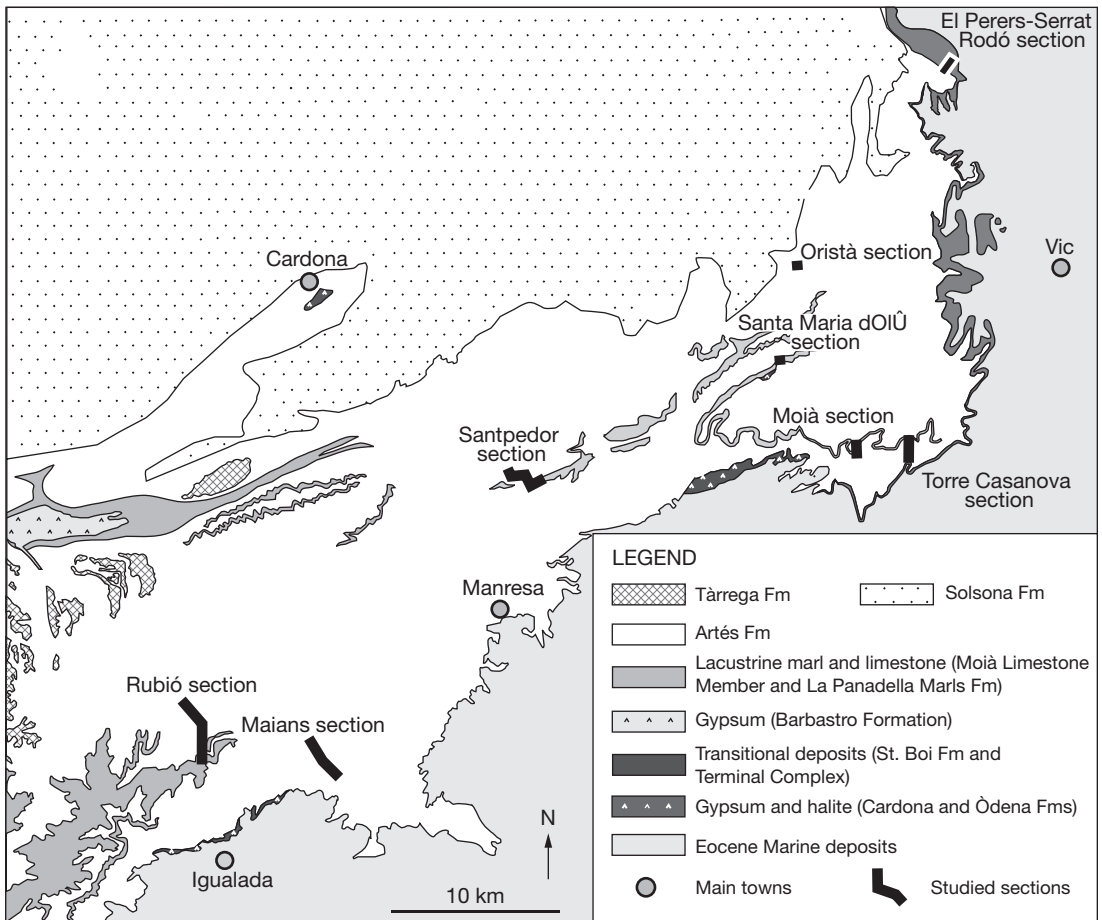 El Perers-Serrat
Rodó section
Cardona
Oristà section
Vic
Santa Maria dOlÛ
section
Santpedor
section
Moià section
Torre Casanova
section
Manresa
Rubió section
Maians section
Igualada
10 km
N
LEGEND
Tàrrega Fm
Solsona Fm
Artés Fm
Lacustrine marl and limestone (Moià Limestone
Member and La Panadella Marls Fm)
Gypsum (Barbastro Formation)
Transitional deposits (St. Boi Fm and
Terminal Complex)
Gypsum and halite (Cardona and Òdena Fms)
Eocene Marine deposits
Main towns
Studied sections